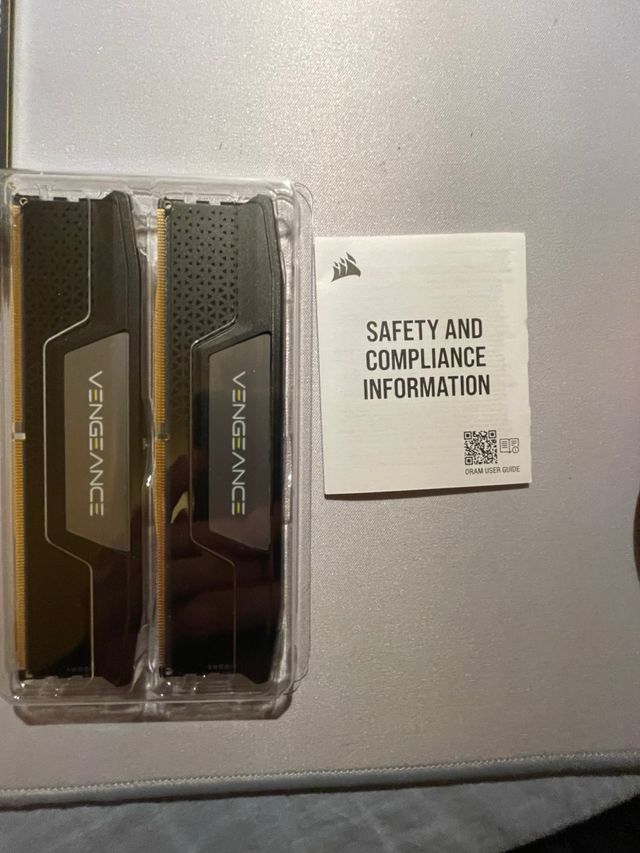 VENGEANCE
VENGEANCE
SAFETY AND
COMPLIANCE
INFORMATION
DRAM USER GUIDE